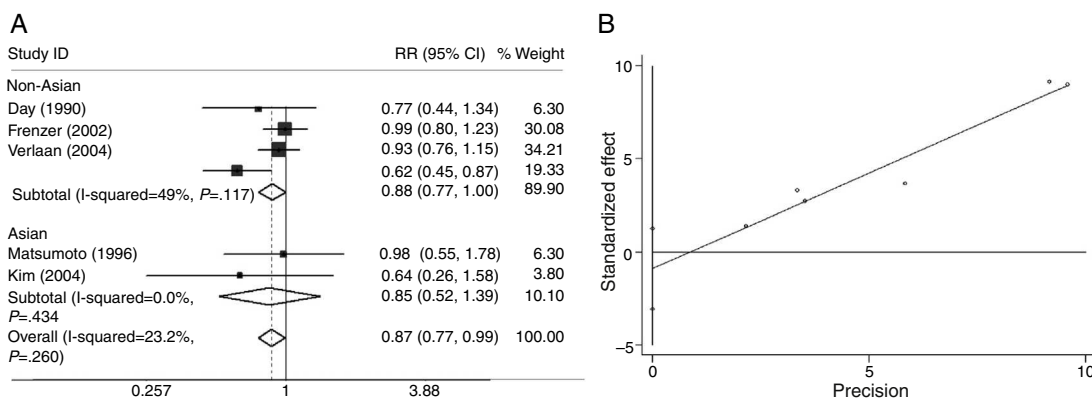 A
Study ID RR (95% CI) % Weight
Non-Asian
Day (1990) 0.77 (0.44, 1.34) 6.30
Frenzer (2002) 0.99 (0.80, 1.23) 30.08
Verlaan (2004) 0.93 (0.76, 1.15) 34.21
0.62 (0.45, 0.87) 19.33
Subtotal (I-squared=49%, P=.117) 0.88 (0.77, 1.00) 89.90
Asian
Matsumoto (1996) 0.98 (0.55, 1.78) 6.30
Kim (2004) 0.64 (0.26, 1.58) 3.80
Subtotal (I-squared=0.0%, 0.85 (0.52, 1.39) 10.10
P=.434
Overall (I-squared=23.2%, 0.87 (0.77, 0.99) 100.00
P=.260)
0.257 1 3.88
B
Standardized effect
10
5
0
–5
0 5 10
Precision